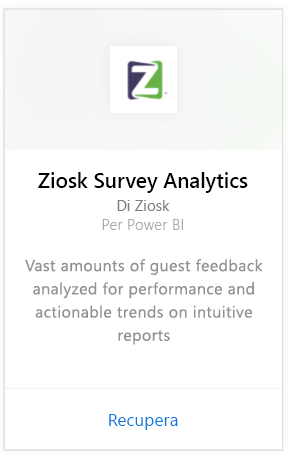 Z
Ziosk Survey Analytics
Di Ziosk
Per Power BI
Vast amounts of guest feedback
analyzed for performance and
actionable trends on intuitive
reports
Recupera